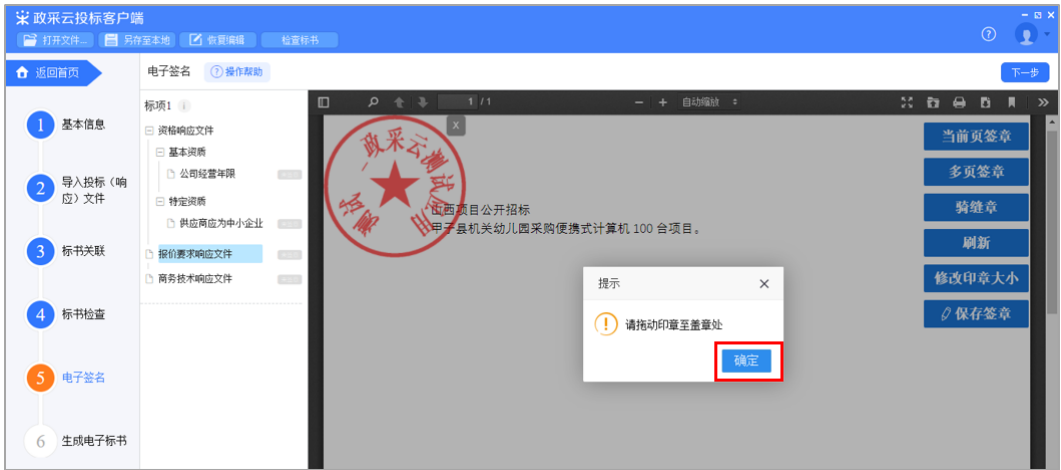 政采云投标客户端
打开文件... 另存至本地 恢复编辑 检查标书
返回首页
电子签名 操作帮助 下一步
1 基本信息
2 导入投标（响
应）文件
3 标书关联
4 标书检查
5 电子签名
6 生成电子标书
标项1
资格响应文件
基本资质
公司经营年限
特定资质
供应商应为中小企业
报价要求响应文件
商务技术响应文件
1 / 1 自动缩放
X
山西项目公开招标
甲子县机关幼儿园采购便携式计算机 100 台项目。
当前页签章
多页签章
骑缝章
刷新
修改印章大小
保存签章
提示
请拖动印章至盖章处
确定